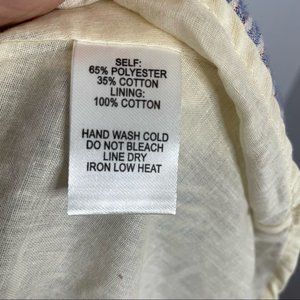 SELF:
65% POLYESTER
35% COTTON
LINING:
100% COTTON
HAND WASH COLD
DO NOT BLEACH
LINE DRY
IRON LOW HEAT